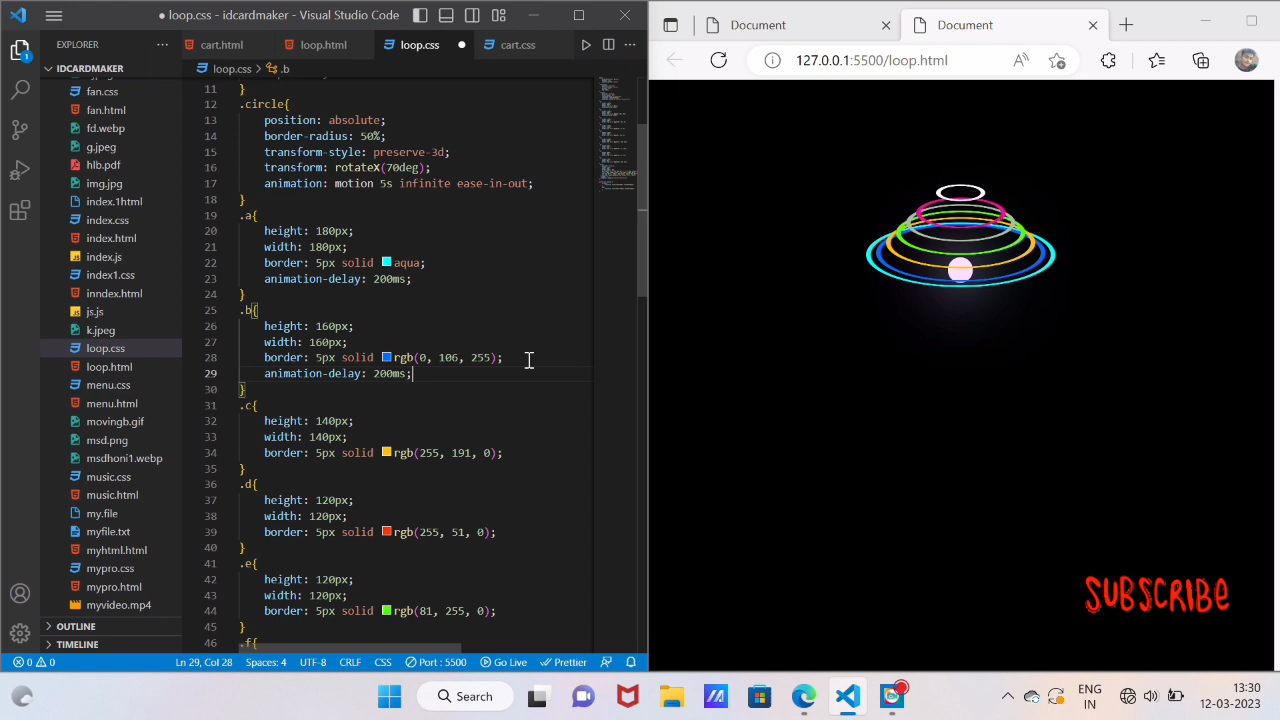 loop.css - idcardmaker - Visual Studio Code
EXPLORER
IDCARDMAKER
fan.css
fan.html
fd.webp
g.jpeg
hlb.pdf
img.jpg
index.1html
index.css
index.html
index.js
index1.css
inndex.html
js.js
k.jpeg
loop.css
loop.html
menu.css
menu.html
movingb.gif
msd.png
msdhoni1.webp
music.css
music.html
my.file
myfile.txt
myhtml.html
mypro.css
mypro.html
myvideo.mp4
OUTLINE
TIMELINE
cart.html
loop.html
loop.css
cart.css
loop.css > .b
11 }
12 .circle{
13 position: absolute;
14 border-radius: 50%;
15 transform-style: preserve-3d;
16 transform: rotateX(70deg);
17 animation: motion 5s infinite ease-in-out;
18 }
19 .a{
20 height: 180px;
21 width: 180px;
22 border: 5px solid aqua;
23 animation-delay: 200ms;
24 }
25 .b{
26 height: 160px;
27 width: 160px;
28 border: 5px solid rgb(0, 106, 255);
29 animation-delay: 200ms;
30 }
31 .c{
32 height: 140px;
33 width: 140px;
34 border: 5px solid rgb(255, 191, 0);
35 }
36 .d{
37 height: 120px;
38 width: 120px;
39 border: 5px solid rgb(255, 51, 0);
40 }
41 .e{
42 height: 120px;
43 width: 120px;
44 border: 5px solid rgb(81, 255, 0);
45 }
46 .f{
0 0
Ln 29, Col 28
Spaces: 4
UTF-8
CRLF
CSS
Port : 5500
Go Live
Prettier
Document
Document
127.0.0.1:5500/loop.html
SUBSCRIBE
Search
ENG
IN
13:30
12-03-2023